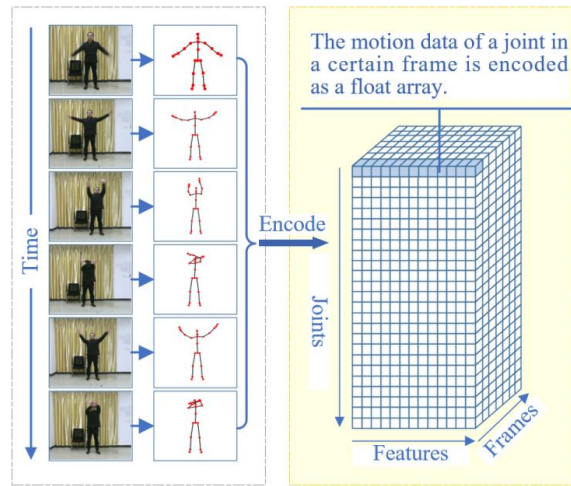 The motion data of a joint in
a certain frame is encoded
as a float array.
Time
Encode
Joints
Features
Frames